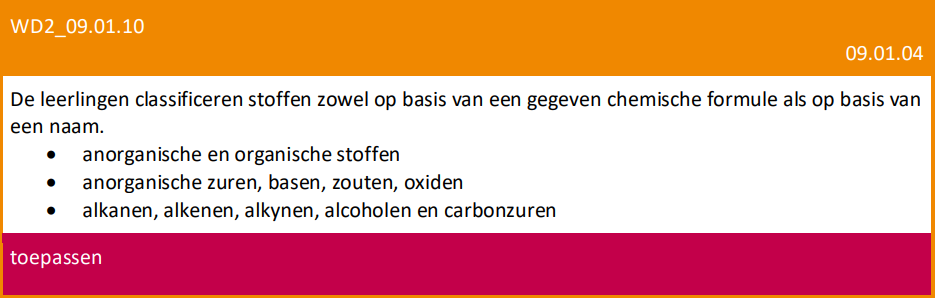 WD2_09.01.10
09.01.04
De leerlingen classificeren stoffen zowel op basis van een gegeven chemische formule als op basis van
een naam.
• anorganische en organische stoffen
• anorganische zuren, basen, zouten, oxiden
• alkanen, alkenen, alkynen, alcoholen en carbonzuren
toepassen